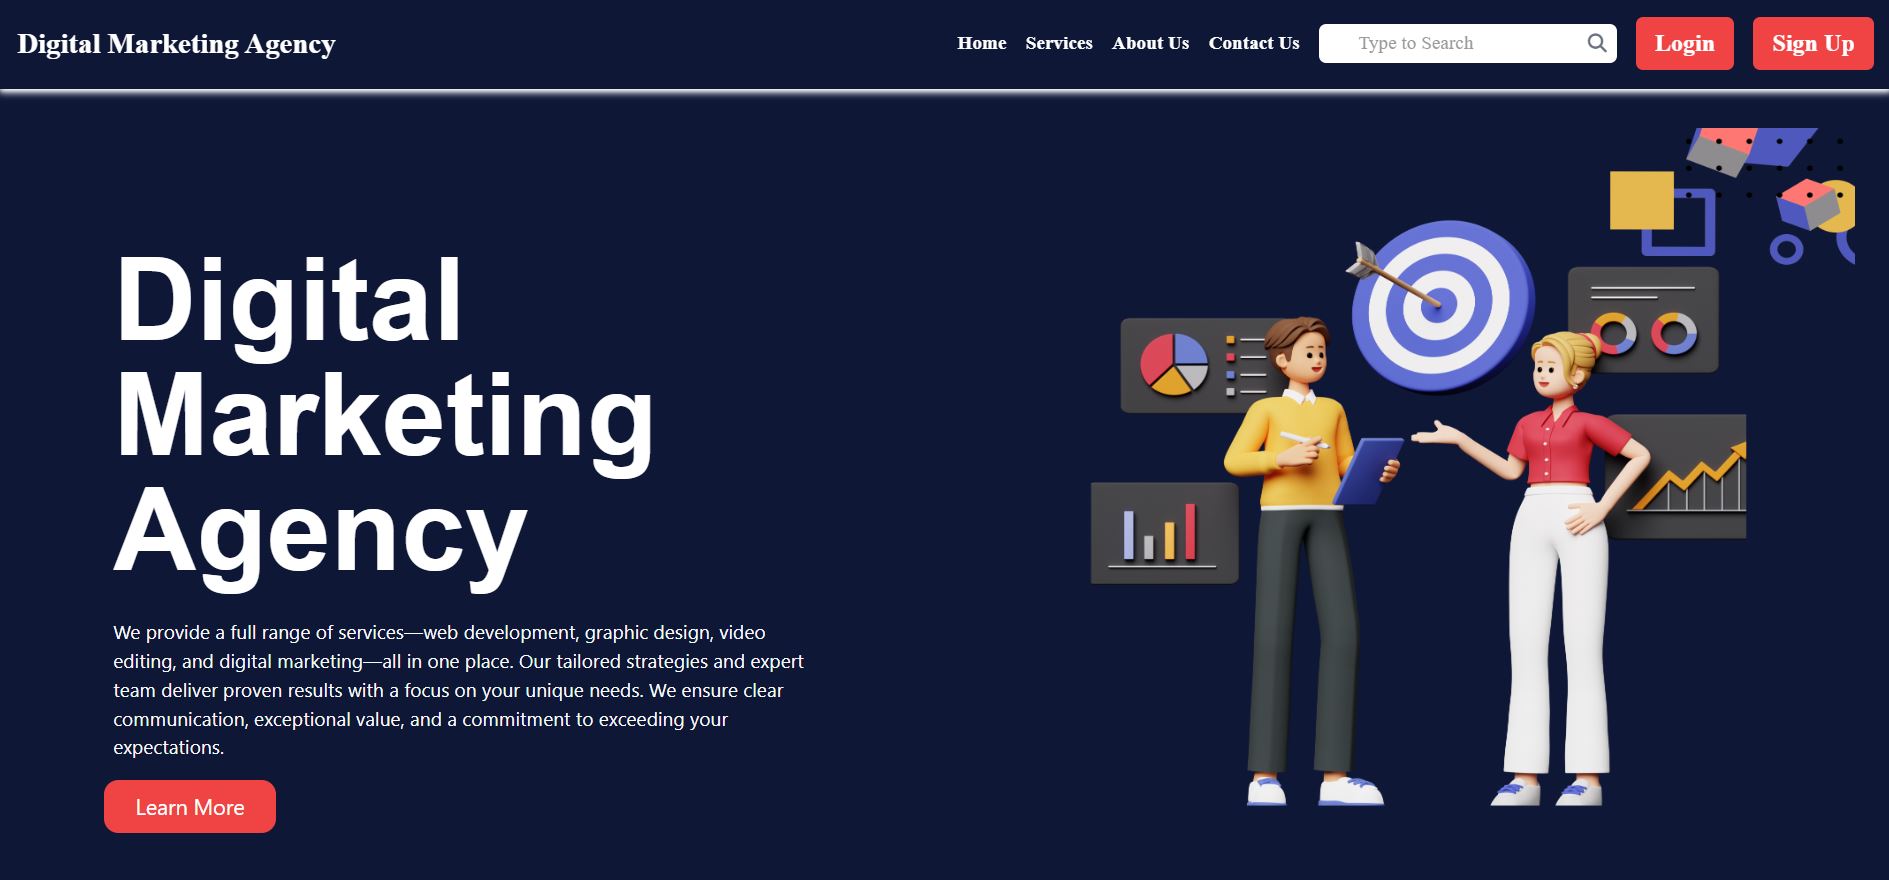 Digital Marketing Agency
Home Services About Us Contact Us Type to Search Login Sign Up
Digital
Marketing
Agency
We provide a full range of services—web development, graphic design, video
editing, and digital marketing—all in one place. Our tailored strategies and expert
team deliver proven results with a focus on your unique needs. We ensure clear
communication, exceptional value, and a commitment to exceeding your
expectations.
Learn More